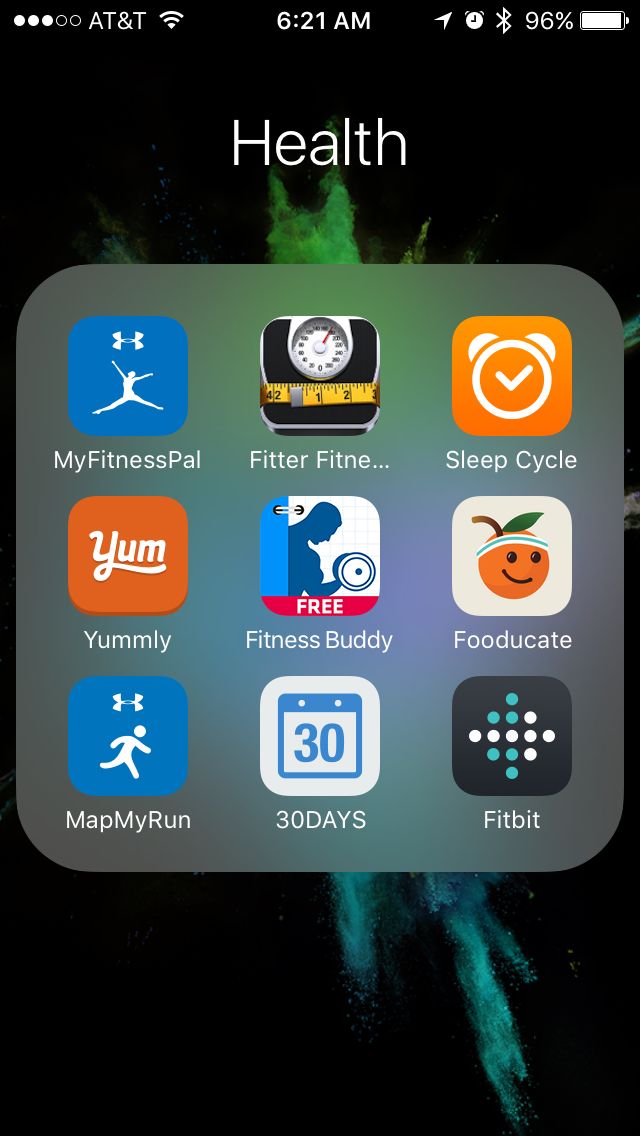 AT&T 6:21 AM 96%
Health
MyFitnessPal Fitter Fitne... Sleep Cycle
Yum
FREE
Yummly Fitness Buddy Fooducate
30
MapMyRun 30DAYS Fitbit